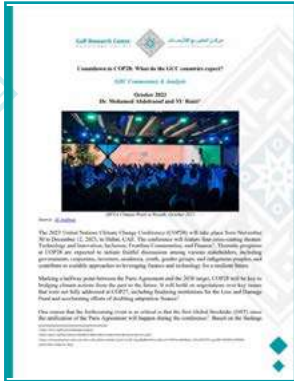 Gulf Research Center
Countdown to COP28: What do the GCC countries expect?
GRC Commentary & Analysis
October 2023
Dr. Mohamed Abdelraouf and
Source:
The 2023 United Nations Climate Change Conference (COP28) will take place from November
30 to December 12, 2023, in Dubai, UAE. The conference will feature four cross-cutting themes:
Technology and Innovation, Inclusion, Frontline Communities, and Finance. Thematic programs
at COP28 are expected to initiate fruitful discussions among various stakeholders, including
governments, corporates, investors, academia, youth, gender groups, and indigenous peoples, and
contribute to scalable approaches to leveraging finance and technology for a resilient future.
Marking a halfway point between the Paris Agreement and the 2030 target, COP28 will be key to
bridging climate actions from the past to the future. It will build on negotiations over key issues
that were not fully addressed at COP27, including finalizing institutions for the Loss and Damage
Fund and accelerating efforts of doubling adaptation finance.
One reason that the forthcoming event is so critical is that the first Global Stocktake (GST) since
the ratification of the Paris Agreement will happen during the conference. Based on the findings